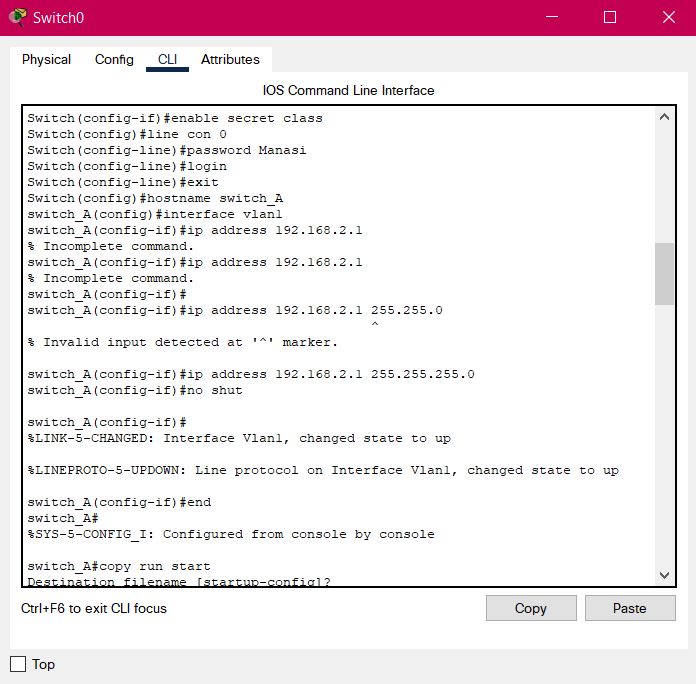 Switch0
Physical Config CLI Attributes
IOS Command Line Interface
Switch(config-if)#enable secret class
Switch(config)#line con 0
Switch(config-line)#password Manasi
Switch(config-line)#login
Switch(config-line)#exit
Switch(config)#hostname switch_A
switch_A(config)#interface vlan1
switch_A(config-if)#ip address 192.168.2.1
% Incomplete command.
switch_A(config-if)#ip address 192.168.2.1
% Incomplete command.
switch_A(config-if)#
switch_A(config-if)#ip address 192.168.2.1 255.255.0
^
% Invalid input detected at '^' marker.
switch_A(config-if)#ip address 192.168.2.1 255.255.255.0
switch_A(config-if)#no shut
switch_A(config-if)#
%LINK-5-CHANGED: Interface Vlan1, changed state to up
%LINEPROTO-5-UPDOWN: Line protocol on Interface Vlan1, changed state to up
switch_A(config-if)#end
switch_A#
%SYS-5-CONFIG_I: Configured from console by console
switch_A#copy run start
Destination filename [startup-config]?
Ctrl+F6 to exit CLI focus
Copy Paste
Top